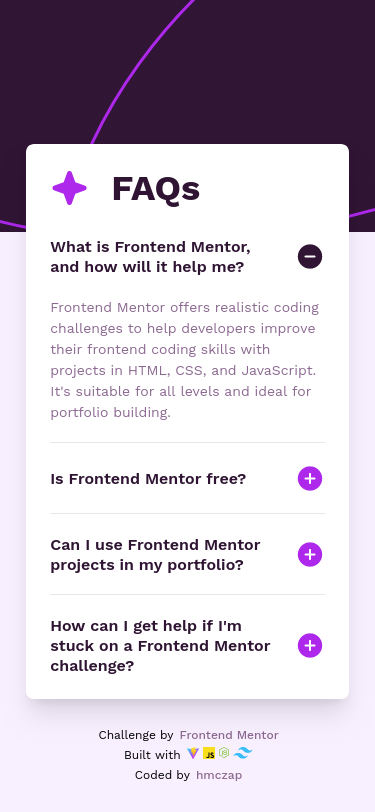 FAQs
What is Frontend Mentor,
and how will it help me?
Frontend Mentor offers realistic coding
challenges to help developers improve
their frontend coding skills with
projects in HTML, CSS, and JavaScript.
It's suitable for all levels and ideal for
portfolio building.
Is Frontend Mentor free?
Can I use Frontend Mentor
projects in my portfolio?
How can I get help if I'm
stuck on a Frontend Mentor
challenge?
Challenge by Frontend Mentor
Built with JS
Coded by hmczap